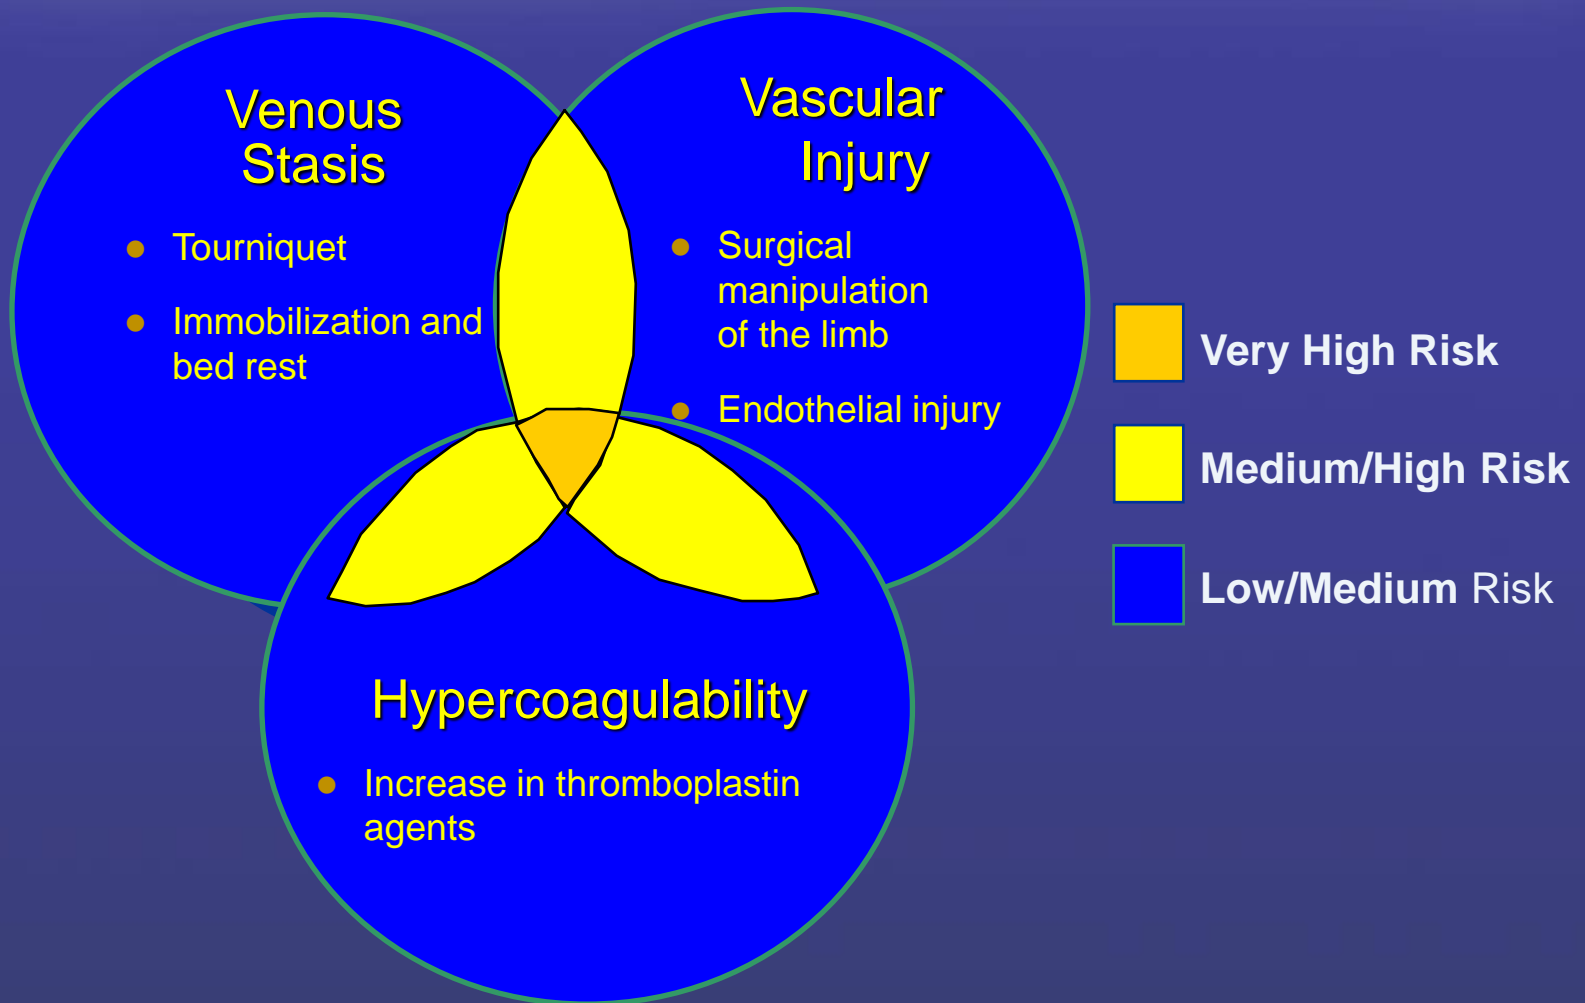 Venous
Stasis
● Tourniquet
● Immobilization and
bed rest
Vascular
Injury
● Surgical
manipulation
of the limb
● Endothelial injury
Hypercoagulability
● Increase in thromboplastin
agents
Very High Risk
Medium/High Risk
Low/Medium Risk